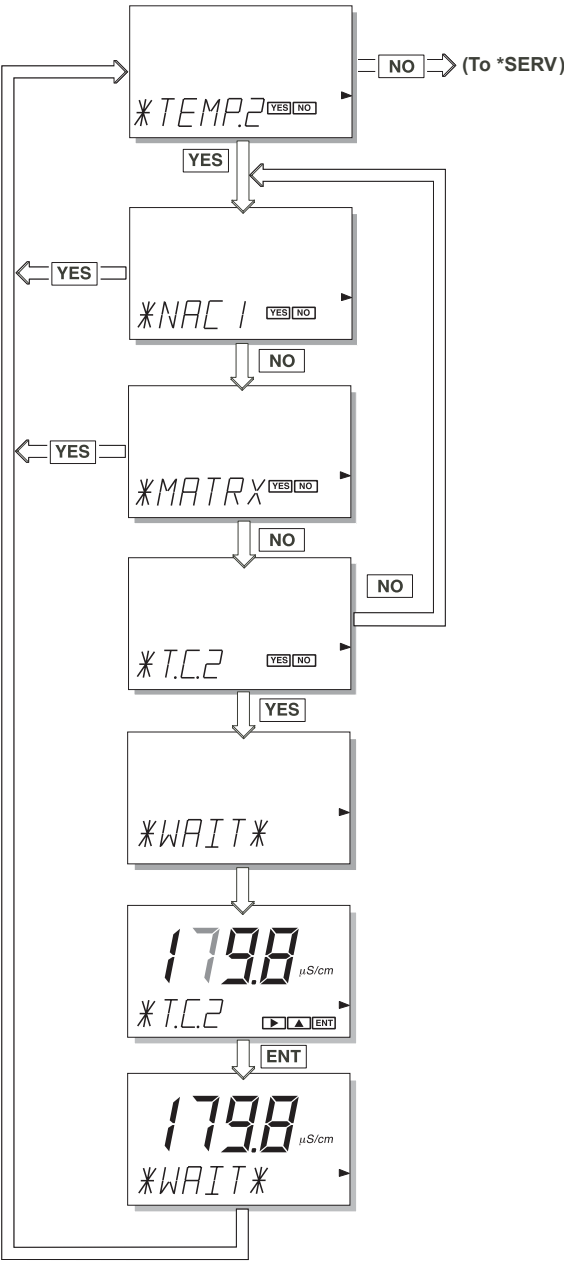 NO (To *SERV)
*TEMP.2 YES NO
YES
*NAC 1 YES NO
YES
NO
*MATRX YES NO
YES
NO
*T.C.2 YES NO
NO
YES
*WAIT*
179.8 µS/cm
*T.C.2 ENT
ENT
179.8 µS/cm
*WAIT*